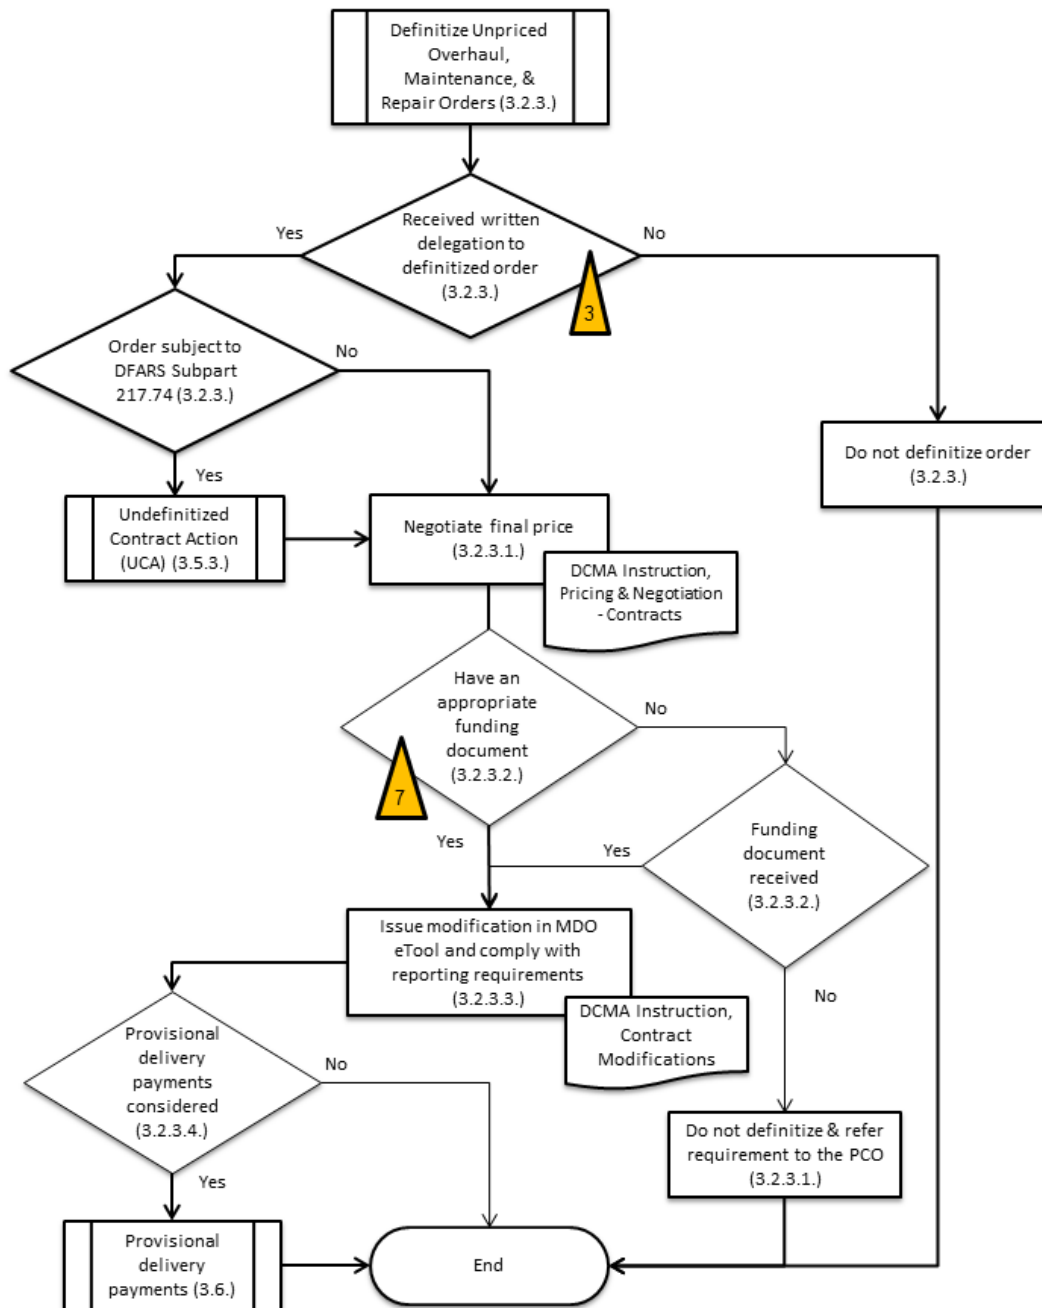 Definitize Unpriced
Overhaul,
Maintenance, &
Repair Orders (3.2.3.)
Received written
delegation to
definitized order
(3.2.3.)
Yes
No
3
Order subject to
DFARS Subpart
217.74 (3.2.3.)
No
Yes
Do not definitize order
(3.2.3.)
Undefinitized
Contract Action
(UCA) (3.5.3.)
Negotiate final price
(3.2.3.1.)
DCMA Instruction,
Pricing & Negotiation
- Contracts
Have an
appropriate
funding
document
(3.2.3.2.)
No
7
Yes
Funding
document
received
(3.2.3.2.)
Yes
No
Issue modification in MDO
eTool and comply with
reporting requirements
(3.2.3.3.)
DCMA Instruction,
Contract
Modifications
Provisional
delivery
payments
considered
(3.2.3.4.)
No
Yes
Do not definitize & refer
requirement to the PCO
(3.2.3.1.)
Provisional
delivery
payments (3.6.)
End